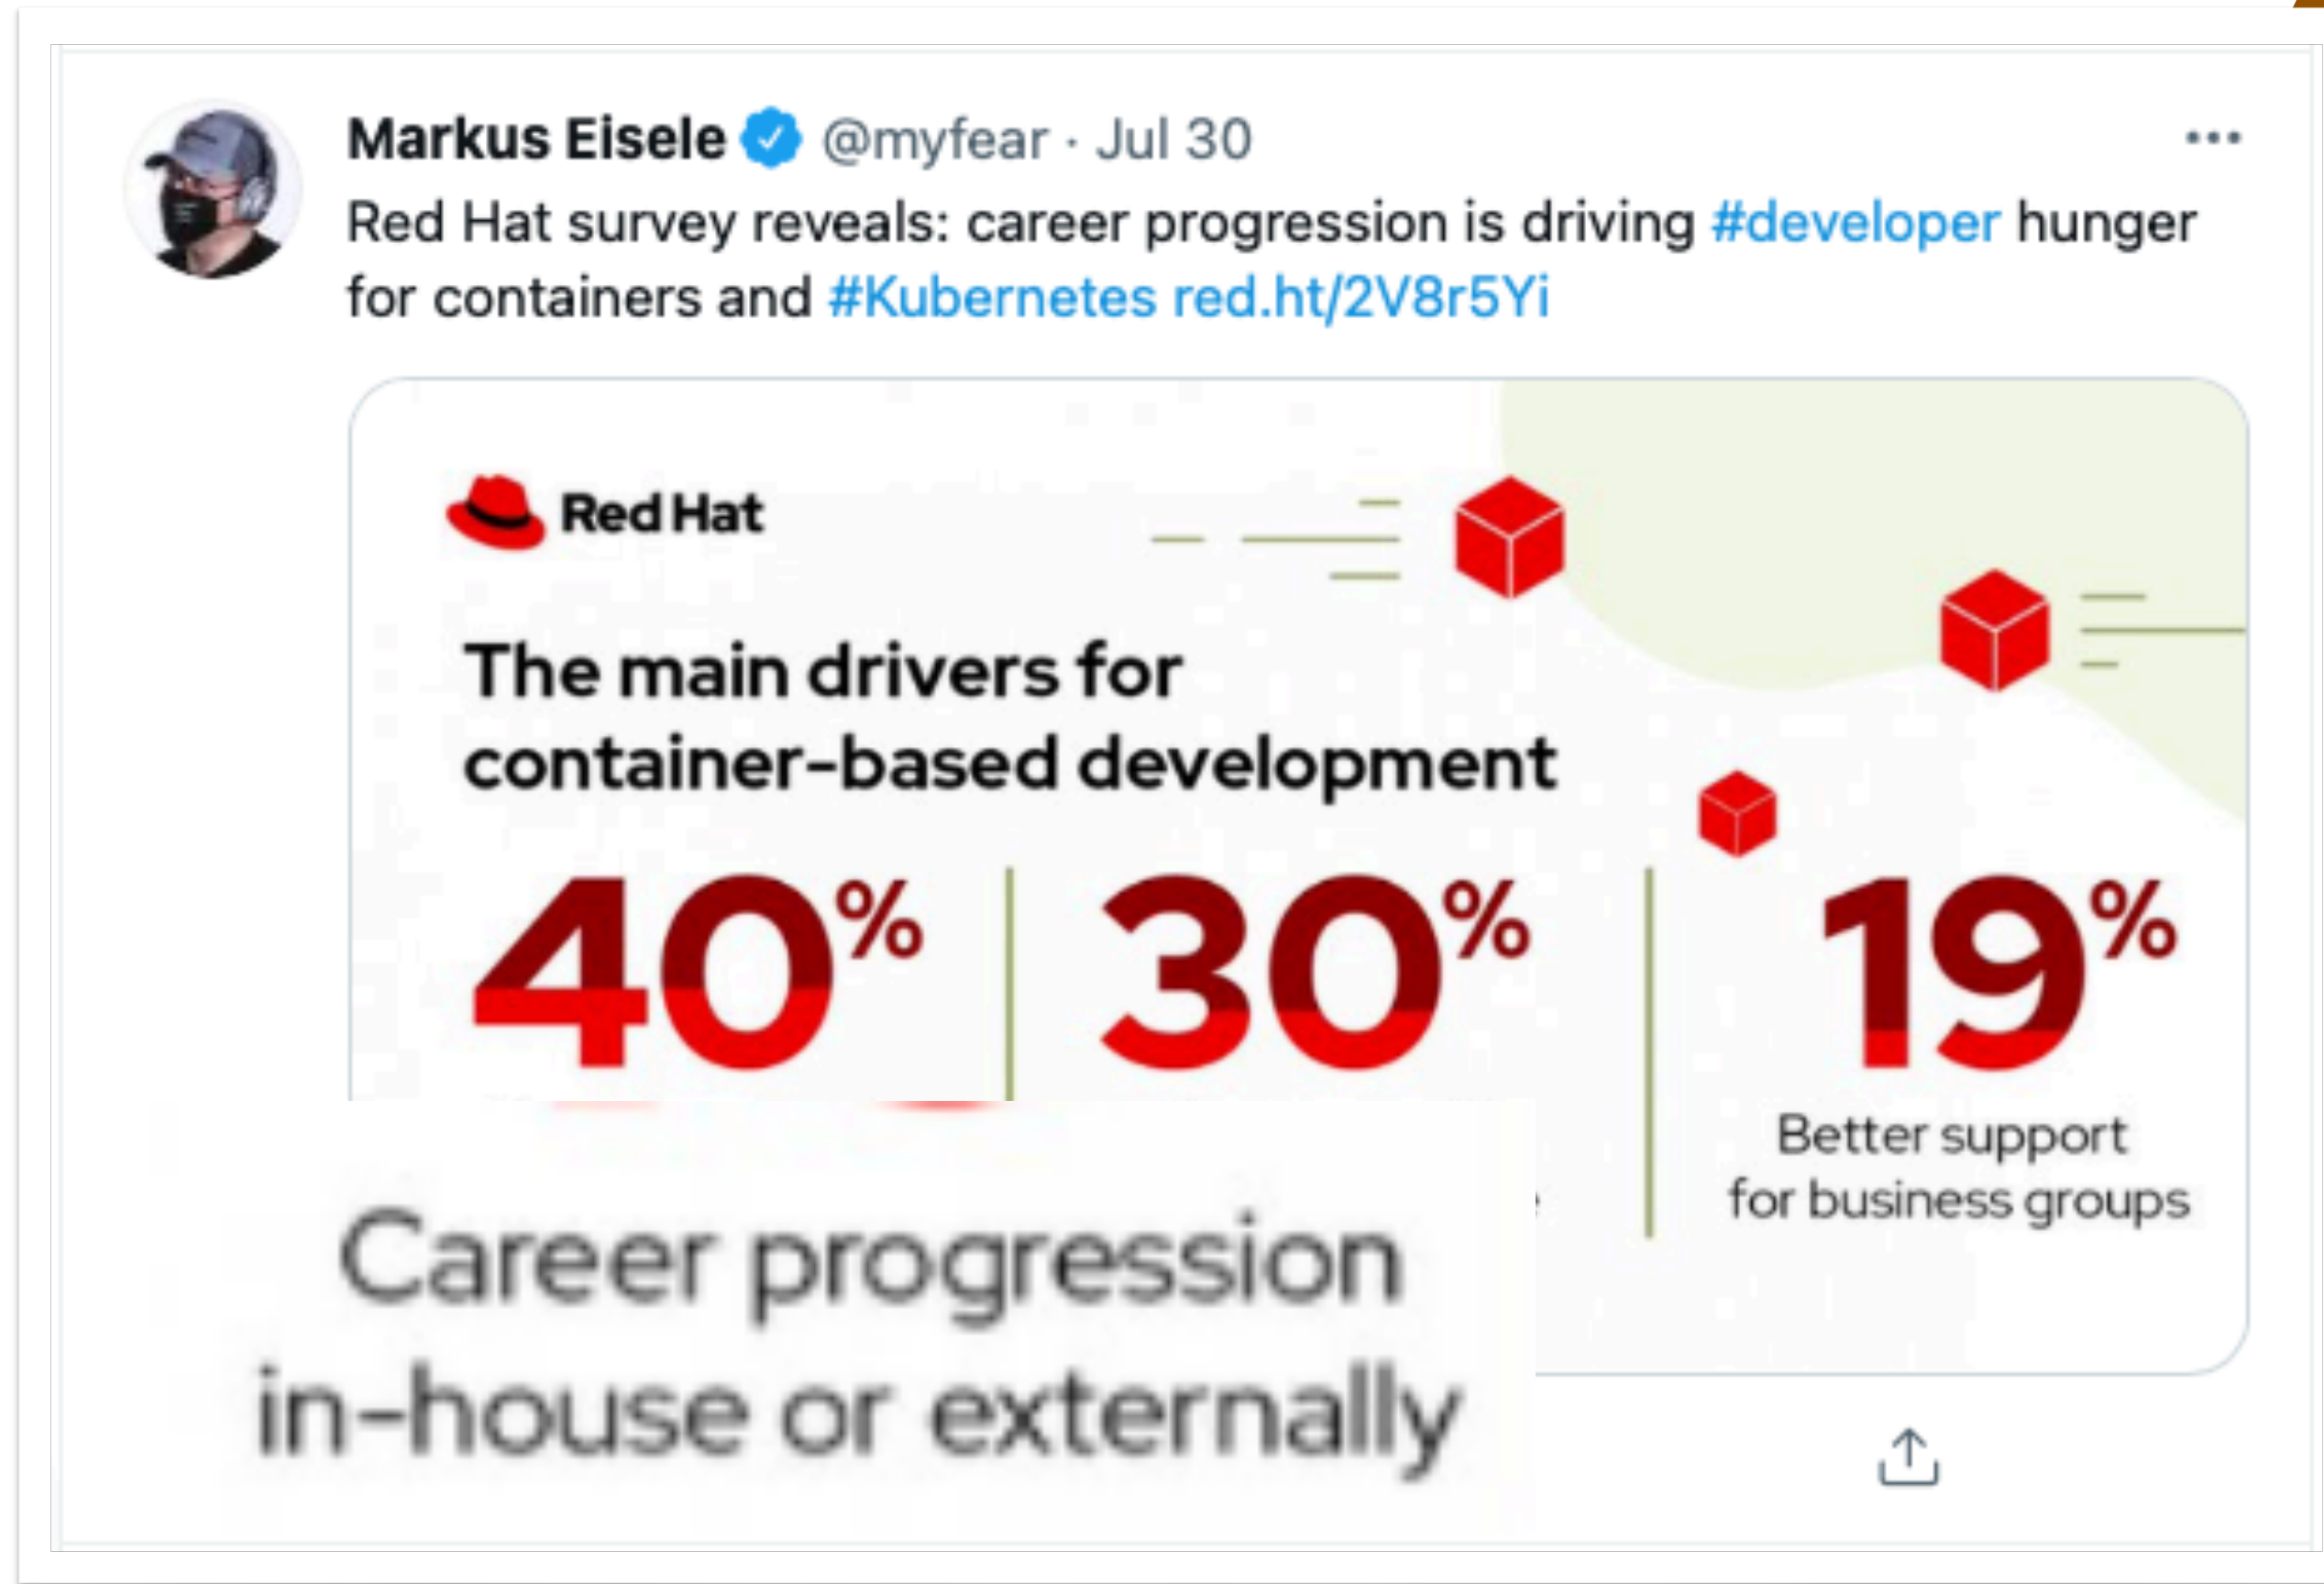 Markus Eisele @myfear · Jul 30
Red Hat survey reveals: career progression is driving #developer hunger
for containers and #Kubernetes red.ht/2V8r5Yi
Red Hat
The main drivers for
container-based development
40% 30% 19%
Better support
for business groups
Career progression
in-house or externally